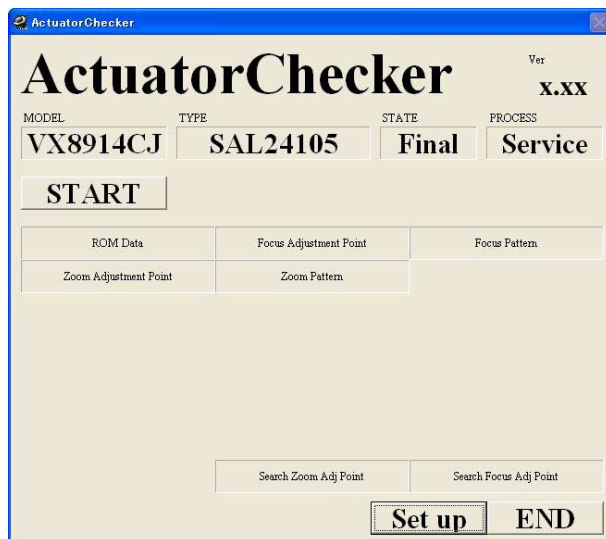 ActuatorChecker
ActuatorChecker
Ver
x.xx
MODEL TYPE STATE PROCESS
VX8914CJ SAL24105 Final Service
START
ROM Data Focus Adjustment Point Focus Pattern
Zoom Adjustment Point Zoom Pattern
Search Zoom Adj Point Search Focus Adj Point
Set up END